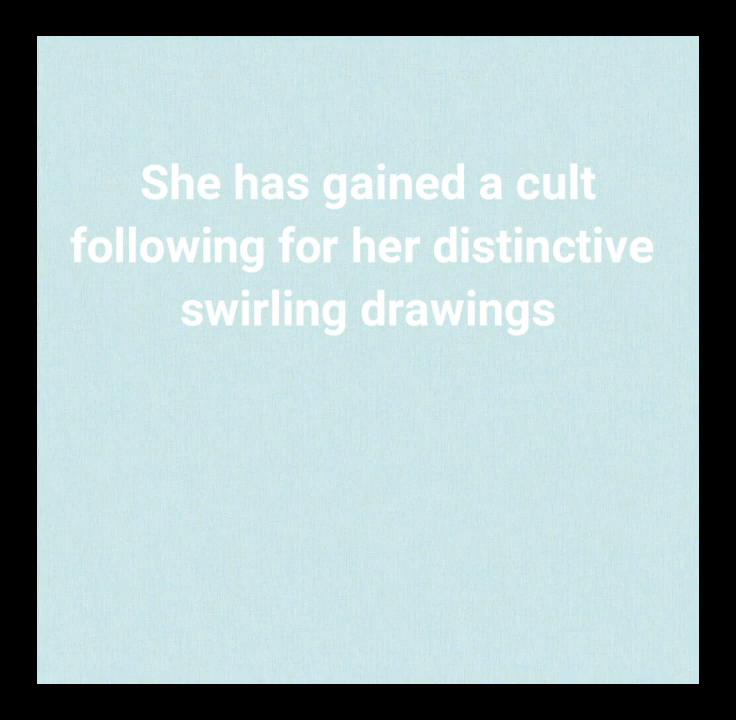 She has gained a cult
following for her distinctive
swirling drawings